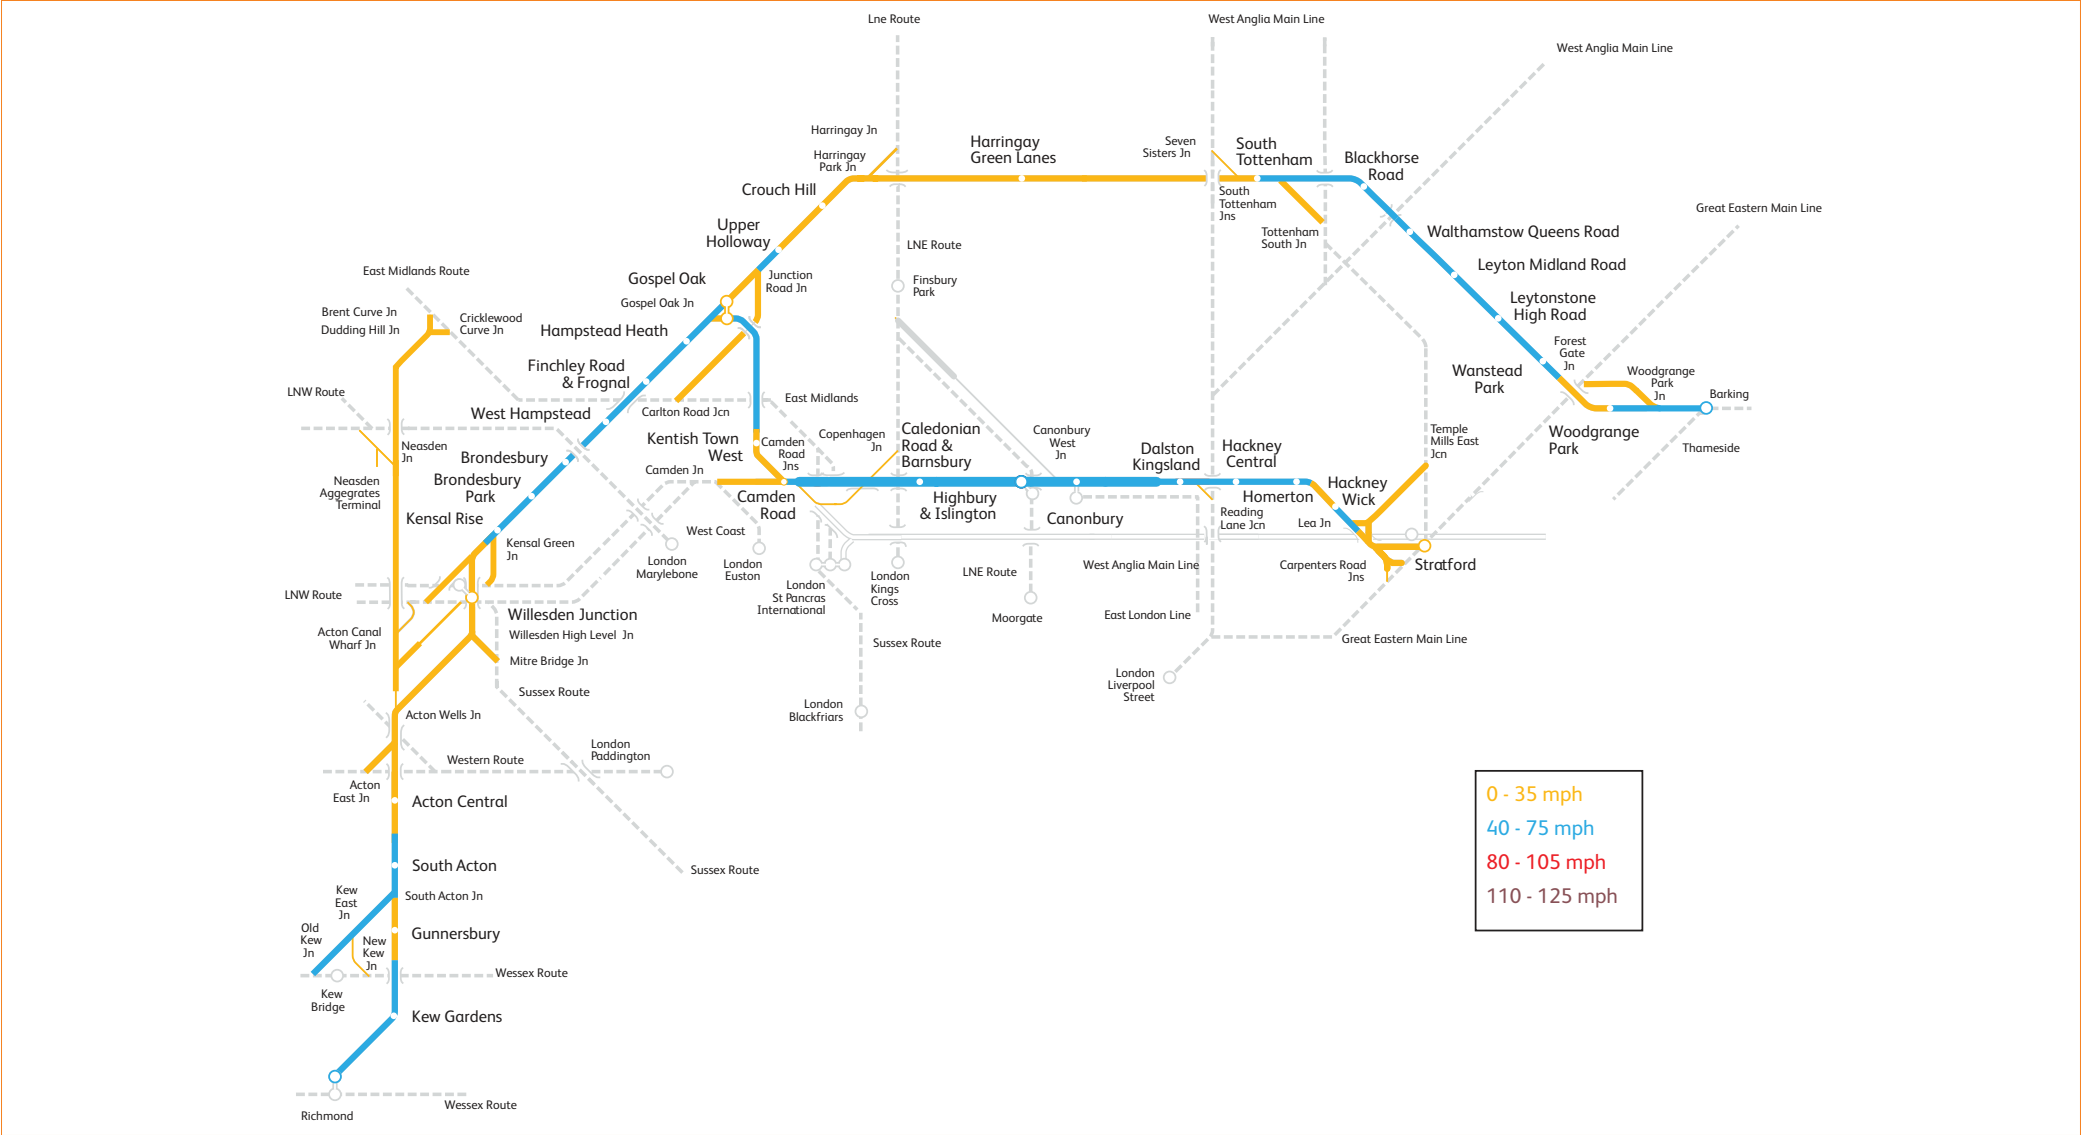 Lne Route
West Anglia Main Line
West Anglia Main Line
Harringay Jn
Harringay
Park Jn
Harringay
Green Lanes
Seven
Sisters Jn
South
Tottenham
Blackhorse
Road
Crouch Hill
South
Tottenham
Jns
Great Eastern Main Line
Upper
Holloway
Tottenham
South Jn
Walthamstow Queens Road
LNE Route
Leyton Midland Road
East Midlands Route
Gospel Oak
Junction
Road Jn
Finsbury
Park
Gospel Oak Jn
Leytonstone
High Road
Brent Curve Jn
Dudding Hill Jn
Cricklewood
Curve Jn
Hampstead Heath
Forest
Gate
Jn
Finchley Road
& Frognal
Wanstead
Park
Woodgrange
Park
Jn
Barking
LNW Route
East Midlands
West Hampstead
Carlton Road Jcn
Kentish Town
West
Camden
Road
Jns
Copenhagen
Jn
Caledonian
Road &
Barnsbury
Canonbury
West
Jn
Dalston
Kingsland
Hackney
Central
Temple
Mills East
Jcn
Woodgrange
Park
Thameside
Neasden
Jn
Brondesbury
Camden Jn
Brondesbury
Park
Neasden
Aggegrates
Terminal
Camden
Road
Highbury
& Islington
Canonbury
Homerton
Hackney
Wick
Kensal Rise
Reading
Lane Jcn
Lea Jn
West Coast
Kensal Green
Jn
London
Marylebone
London
Euston
London
St Pancras
International
London
Kings
Cross
LNE Route
West Anglia Main Line
Carpenters Road
Jns
Stratford
LNW Route
Willesden Junction
Moorgate
East London Line
Acton Canal
Wharf Jn
Willesden High Level  Jn
Sussex Route
Great Eastern Main Line
Mitre Bridge Jn
Sussex Route
London
Liverpool
Street
London
Blackfriars
Acton Wells Jn
London
Paddington
Western Route
Acton
East Jn
Acton Central
0 - 35 mph
40 - 75 mph
80 - 105 mph
110 - 125 mph
South Acton
Sussex Route
Kew
East
Jn
South Acton Jn
Old
Kew
Jn
New
Kew
Jn
Gunnersbury
Wessex Route
Kew
Bridge
Kew Gardens
Wessex Route
Richmond